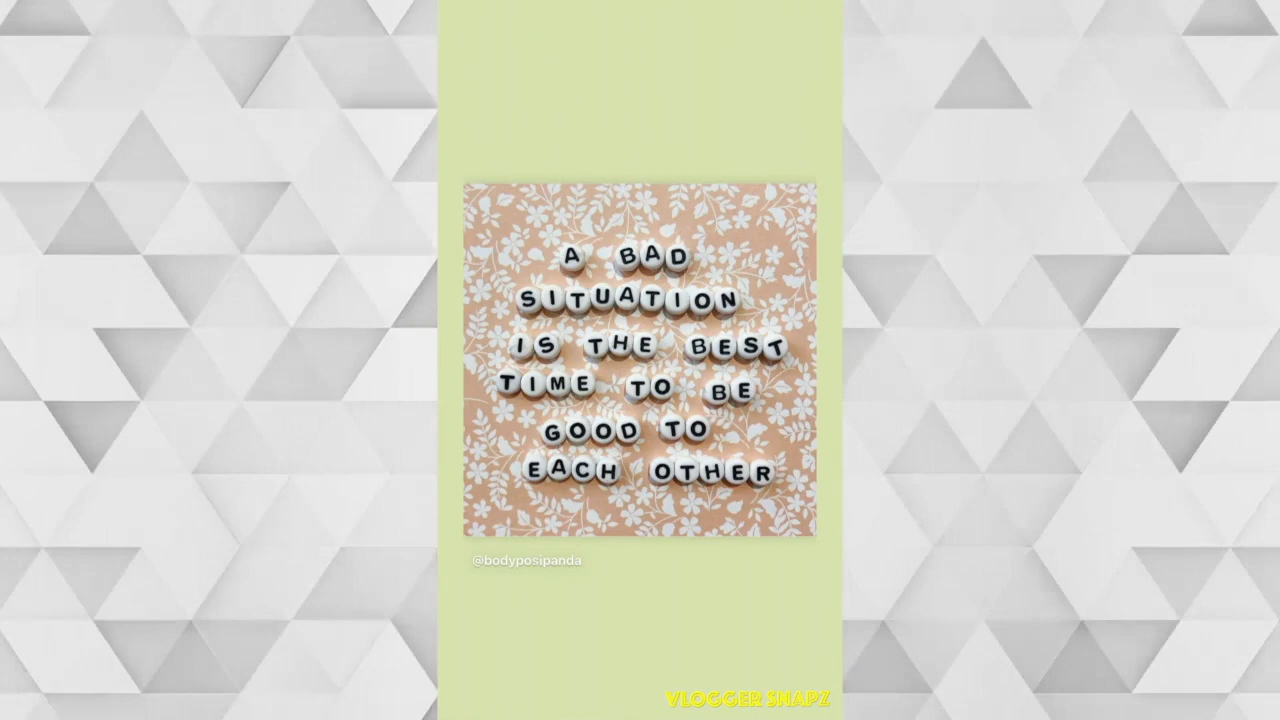 A BAD
SITUATION
IS THE BEST
TIME TO BE
GOOD TO
EACH OTHER
@bodyposipanda
VLOGGER SNAPZ